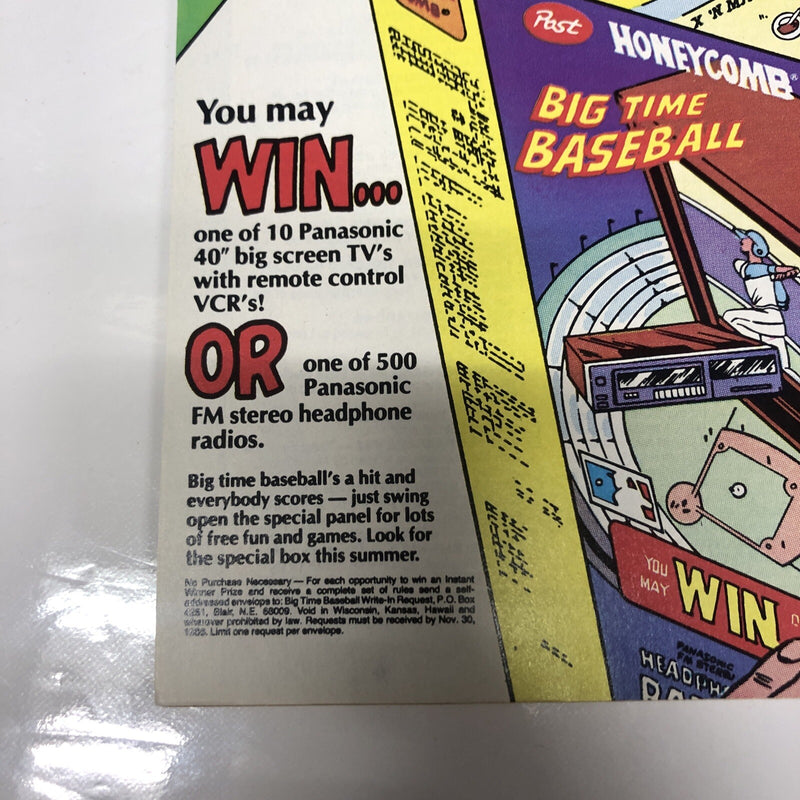 You may
WIN...
one of 10 Panasonic
40" big screen TV's
with remote control
VCR's!
OR one of 500
Panasonic
FM stereo headphone
radios.
Big time baseball's a hit and
everybody scores — just swing
open the special panel for lots
of free fun and games. Look for
the special box this summer.
No Purchase Necessary — For each opportunity to win an Instant
Winner Prize and receive a complete set of rules send a self-
addressed envelope to: Big Time Baseball Write-In Request, P.O. Box
4251, Blair, N.E. 68009. Void in Wisconsin, Kansas, Hawaii and
wherever prohibited by law. Requests must be received by Nov. 30,
Limit one request per envelope.
Post
HONEYCOMB®
BIG TIME
BASEBALL
YOU
MAY
WIN
PANASONIC
FM STEREO
HEADPH